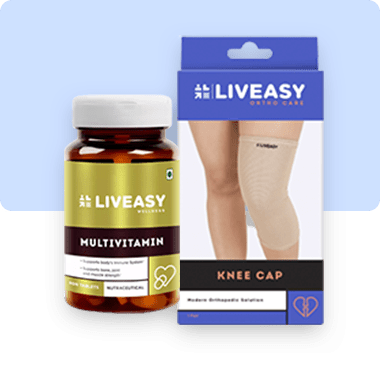 LIVEASY
WELLNESS
MULTIVITAMIN
• Supports body's Immune System
• Supports bone, joint
and muscle strength*
TABLETS
NUTRACEUTICAL
LIVEASY
ORTHO CARE
LIVEASY
KNEE CAP
Modern Orthopedic Solution